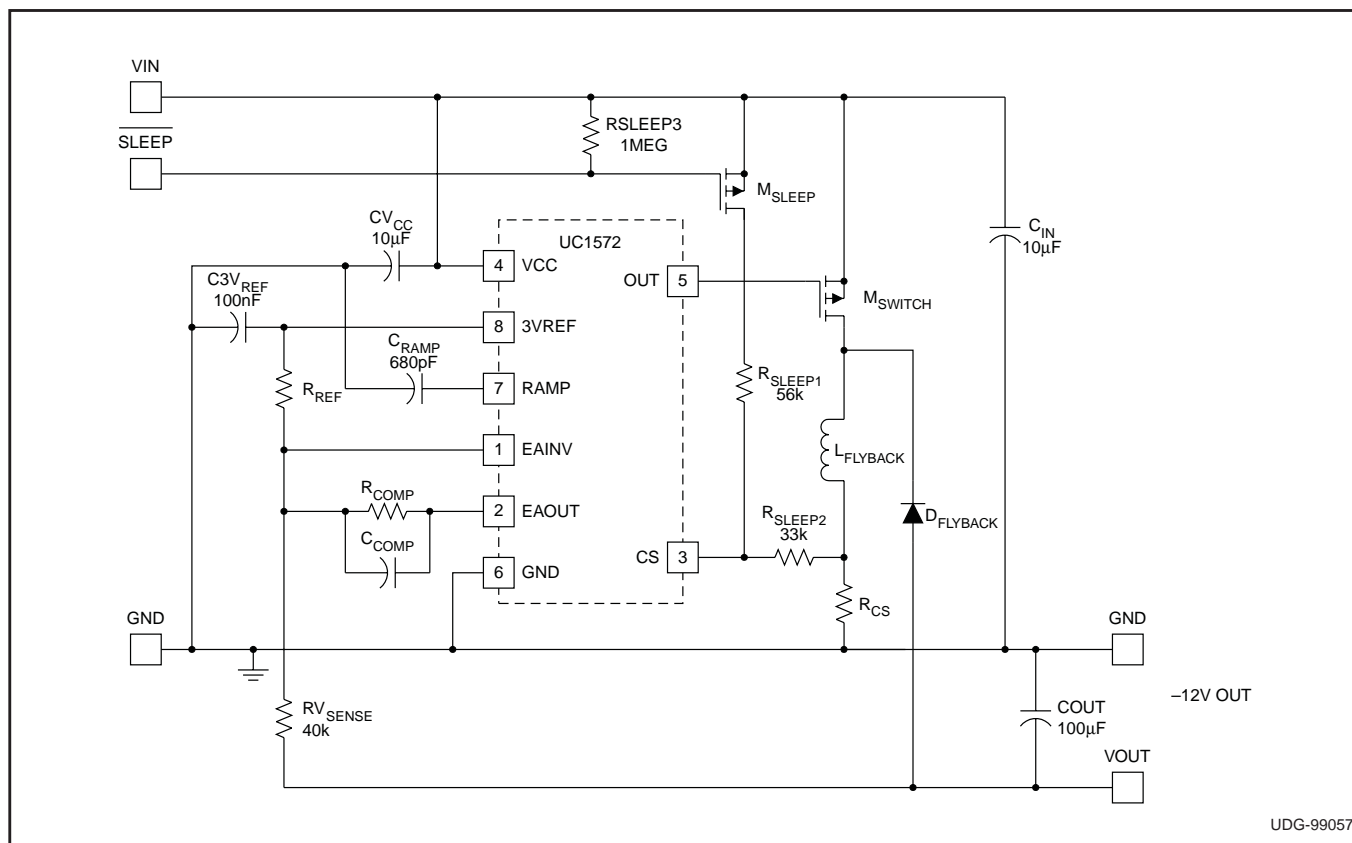 VIN
SLEEP
RSLEEP3
1MEG
MSLEEP
CVCC
10µF
UC1572
CIN
10µF
4 VCC
OUT 5
C3VREF
100nF
MSWITCH
8 3VREF
CRAMP
680pF
RREF
7 RAMP
RSLEEP1
56k
1 EAINV
LFLYBACK
RCOMP
2 EAOUT
RSLEEP2
33k
DFLYBACK
CCOMP
CS 3
6 GND
RCS
GND
GND
–12V OUT
RVSENSE
40k
COUT
100µF
VOUT
UDG-99057